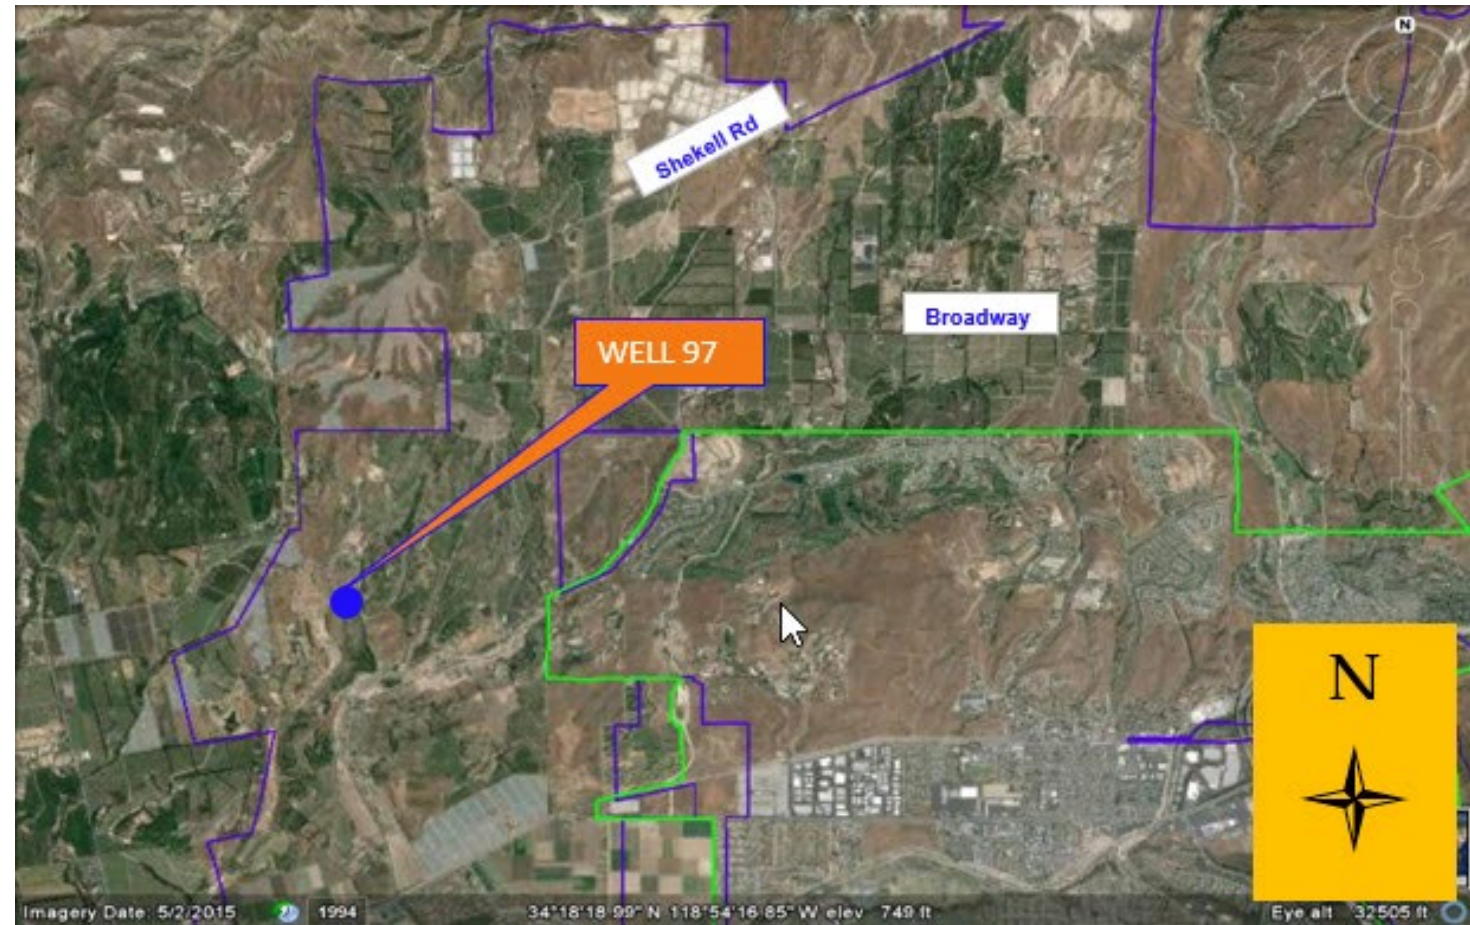 N
Shekell Rd
Broadway
WELL 97
N
Imagery Date: 5/2/2015
1994
34°18'18.99" N 118°54'16.85" W elev 749 ft
Eye alt 32505 ft